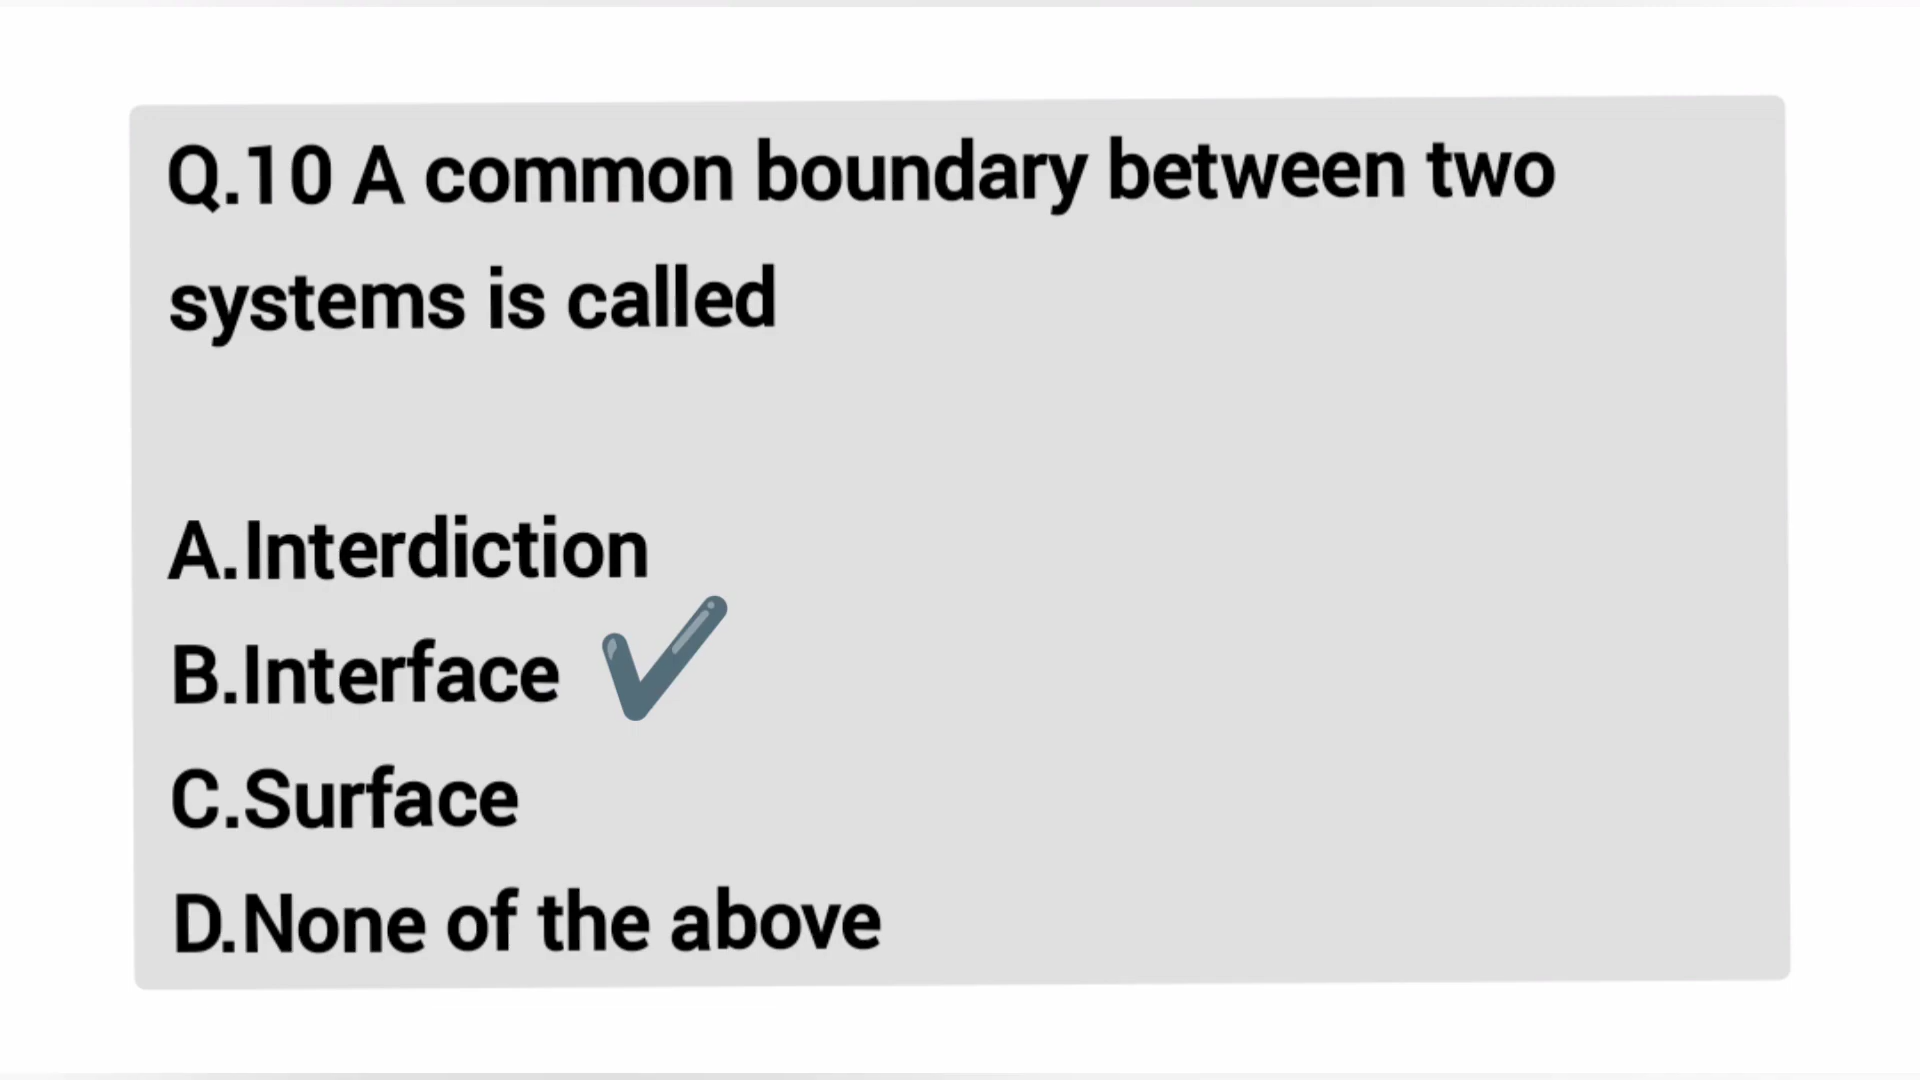 Q.10 A common boundary between two
systems is called
A.Interdiction
B.Interface ✔
C.Surface
D.None of the above